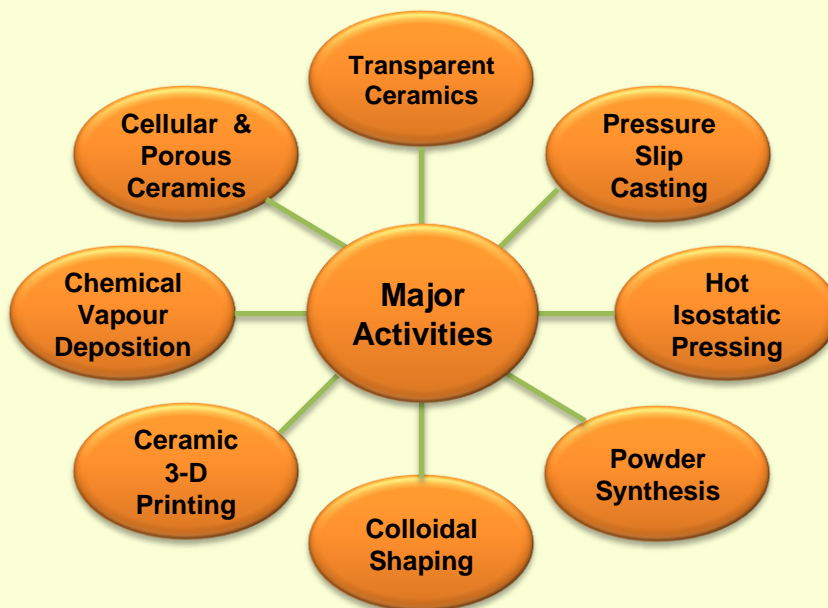 Transparent
Ceramics
Cellular & 
Porous
Ceramics
Pressure
Slip
Casting
Chemical
Vapour
Deposition
Major
Activities
Hot
Isostatic
Pressing
Ceramic
3-D
Printing
Powder
Synthesis
Colloidal
Shaping